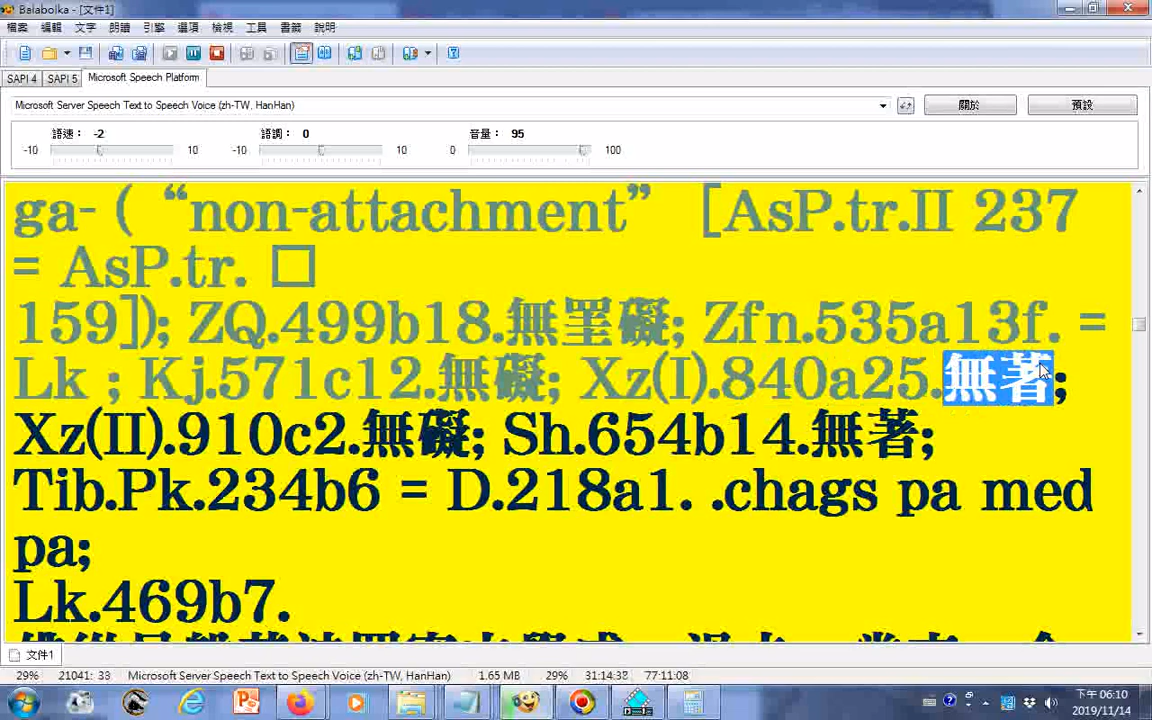 Balabolka - [文件1]
檔案 編輯 文字 朗讀 引擎 選項 檢視 工具 書籤 說明
SAPI 4 SAPI 5 Microsoft Speech Platform
Microsoft Server Speech Text to Speech Voice (zh-TW, HanHan) 關於 預設
語速： -2 語調： 0 音量： 95
-10 10 -10 10 0 100
ga- (“non-attachment” [AsP.tr.II 237
= AsP.tr. □
159]); ZQ.499b18.無罣礙; Zfn.535a13f. =
Lk ; Kj.571c12.無礙; Xz(I).840a25.無著;
Xz(II).910c2.無礙; Sh.654b14.無著;
Tib.Pk.234b6 = D.218a1. .chags pa med
pa;
Lk.469b7.
文件1
29% 21041: 33 Microsoft Server Speech Text to Speech Voice (zh-TW, HanHan) 1.65 MB 29% 31:14:38 77:11:08
下午 06:10
2019/11/14